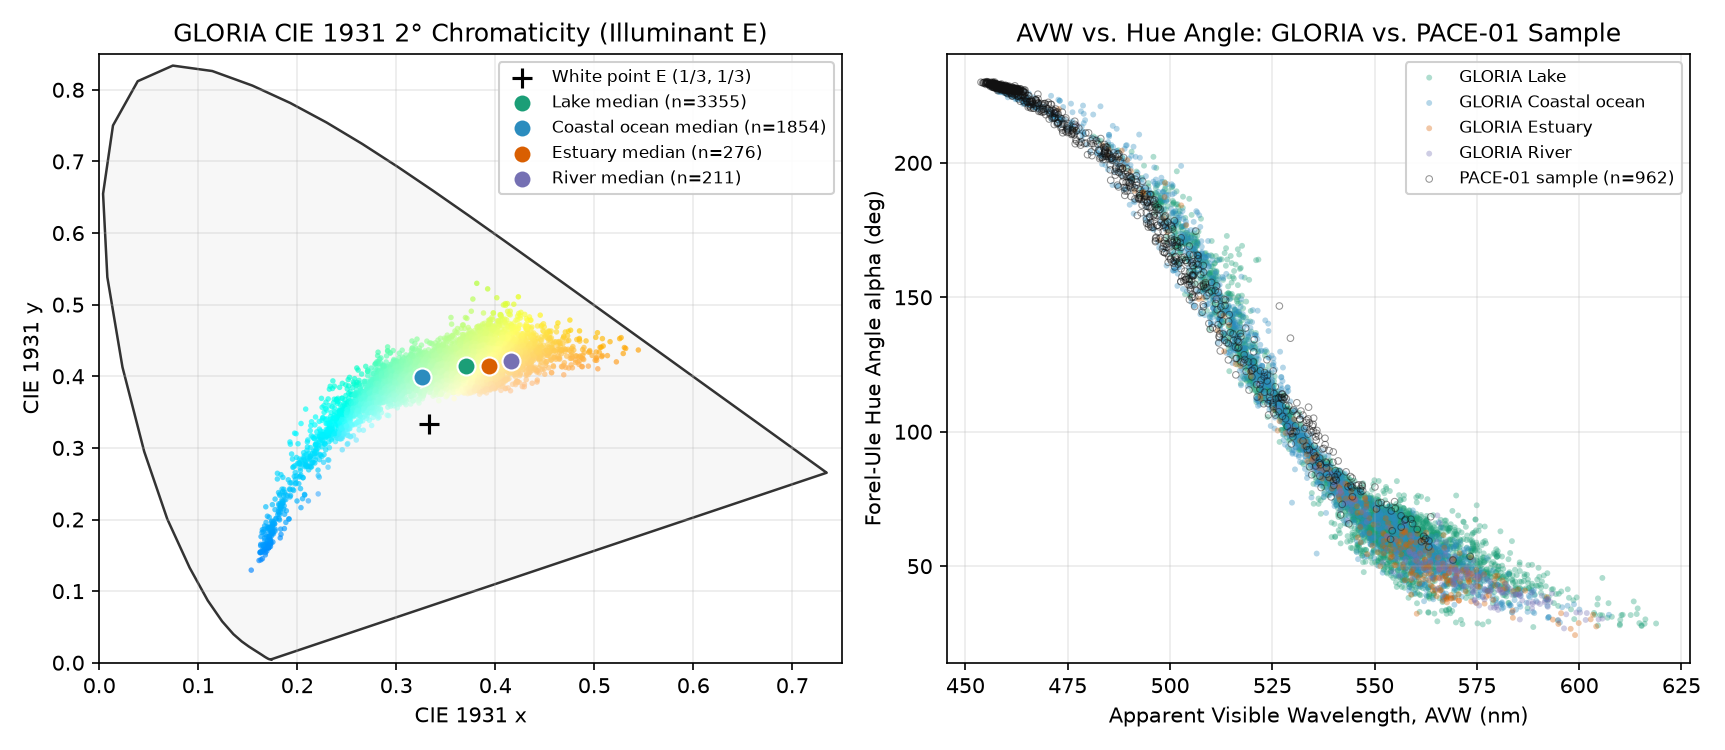 GLORIA CIE 1931 2° Chromaticity (Illuminant E)
White point E (1/3, 1/3)
Lake median (n=3355)
Coastal ocean median (n=1854)
Estuary median (n=276)
River median (n=211)
CIE 1931 y
0.8
0.7
0.6
0.5
0.4
0.3
0.2
0.1
0.0
0.0 0.1 0.2 0.3 0.4 0.5 0.6 0.7
CIE 1931 x
AVW vs. Hue Angle: GLORIA vs. PACE-01 Sample
GLORIA Lake
GLORIA Coastal ocean
GLORIA Estuary
GLORIA River
PACE-01 sample (n=962)
Forel-Ule Hue Angle alpha (deg)
200
150
100
50
450 475 500 525 550 575 600 625
Apparent Visible Wavelength, AVW (nm)